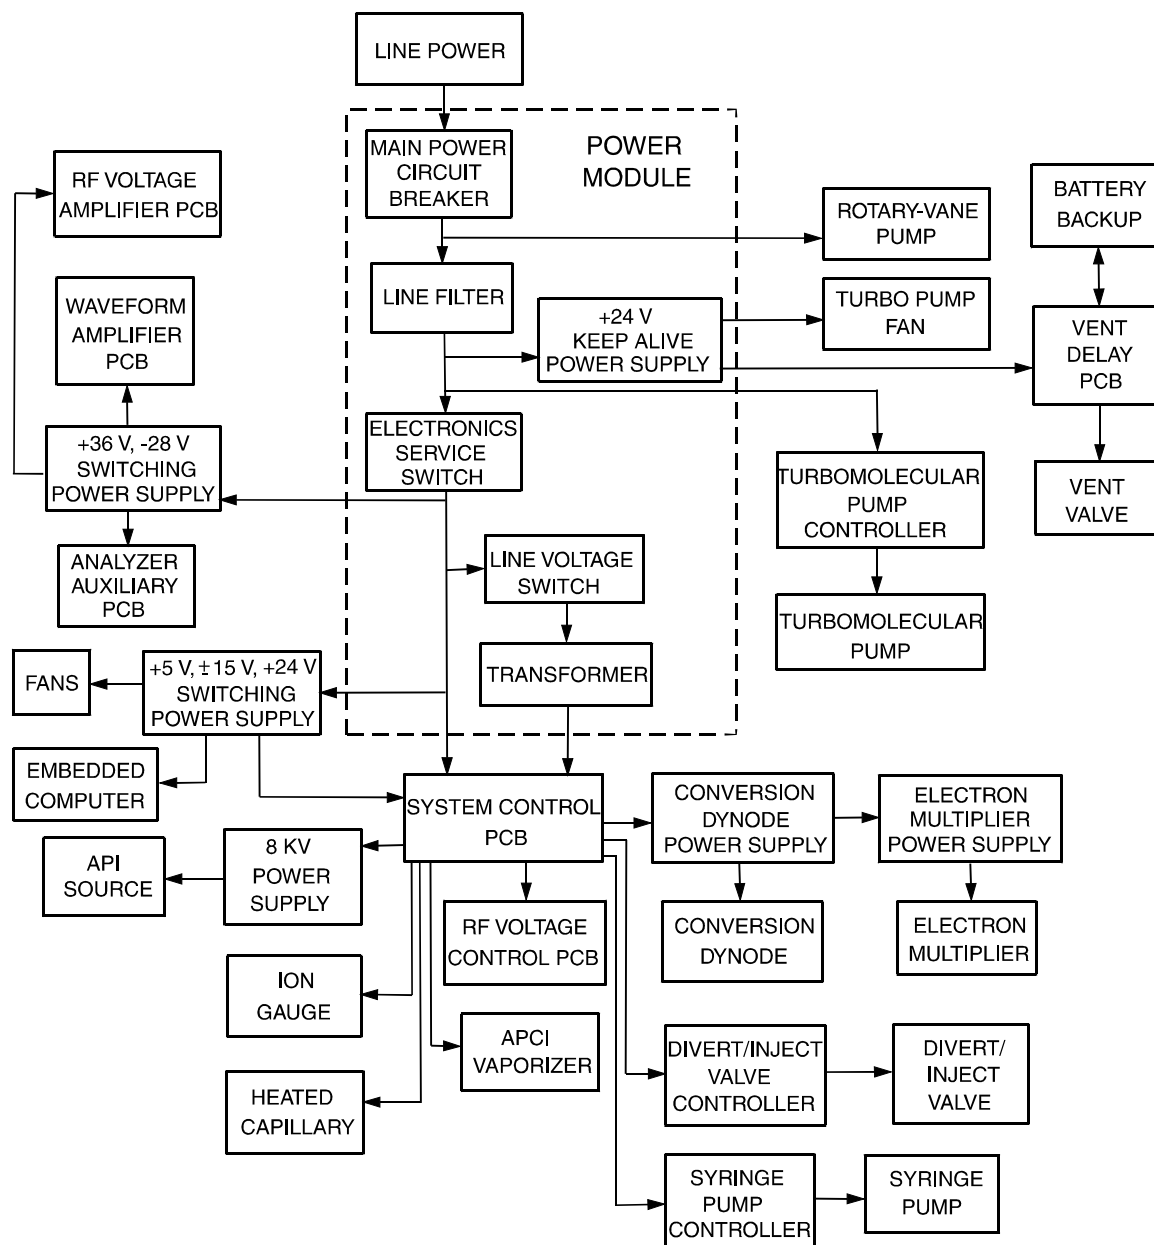 LINE POWER
MAIN POWER
CIRCUIT
BREAKER
POWER
MODULE
RF VOLTAGE
AMPLIFIER PCB
BATTERY
BACKUP
ROTARY-VANE
PUMP
LINE FILTER
WAVEFORM
AMPLIFIER
PCB
+24 V
KEEP ALIVE
POWER SUPPLY
TURBO PUMP
FAN
VENT
DELAY
PCB
ELECTRONICS
SERVICE
SWITCH
+36 V, -28 V
SWITCHING
POWER SUPPLY
TURBOMOLECULAR
PUMP
CONTROLLER
VENT
VALVE
ANALYZER
AUXILIARY
PCB
LINE VOLTAGE
SWITCH
TURBOMOLECULAR
PUMP
FANS
+5 V, ±15 V, +24 V
SWITCHING
POWER SUPPLY
TRANSFORMER
EMBEDDED
COMPUTER
SYSTEM CONTROL
PCB
CONVERSION
DYNODE
POWER SUPPLY
ELECTRON
MULTIPLIER
POWER SUPPLY
API
SOURCE
8 KV
POWER
SUPPLY
RF VOLTAGE
CONTROL PCB
CONVERSION
DYNODE
ELECTRON
MULTIPLIER
ION
GAUGE
APCI
VAPORIZER
DIVERT/INJECT
VALVE
CONTROLLER
DIVERT/
INJECT
VALVE
HEATED
CAPILLARY
SYRINGE
PUMP
CONTROLLER
SYRINGE
PUMP